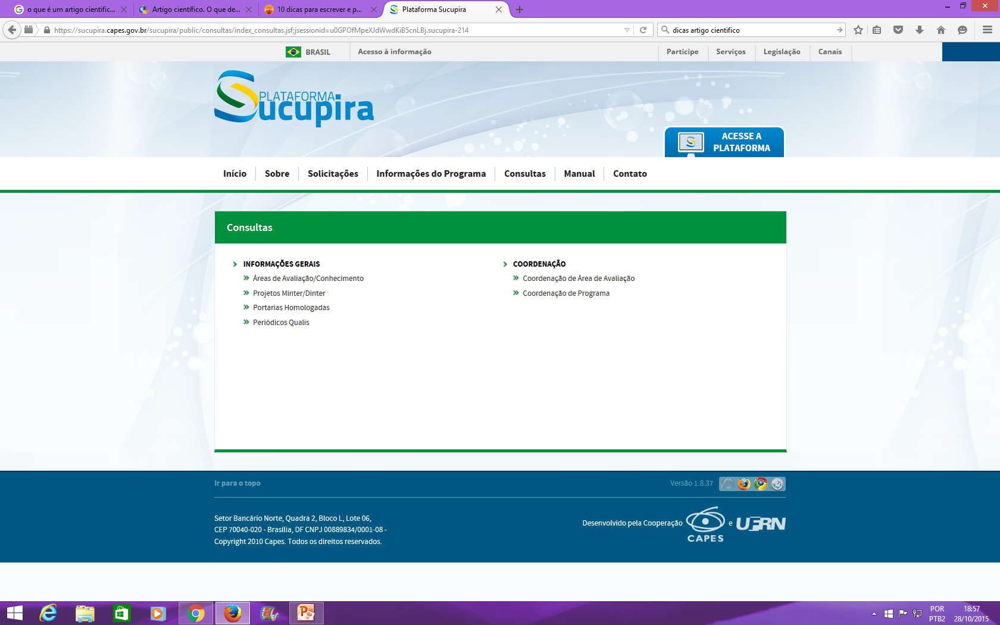 o que é um artigo cientific...
Artigo científico. O que de...
10 dicas para escrever e p...
Plataforma Sucupira
https://sucupira.capes.gov.br/sucupira/public/consultas/index_consultas.jsf;jsessionid=u0GPOfMpeXJdWwdKiB5cnLBj.sucupira-214
dicas artigo cientifico
BRASIL
Acesso à informação
Participe
Serviços
Legislação
Canais
PLATAFORMA
Sucupira
ACESSE A
PLATAFORMA
Início
Sobre
Solicitações
Informações do Programa
Consultas
Manual
Contato
Consultas
INFORMAÇÕES GERAIS
Áreas de Avaliação/Conhecimento
Projetos Minter/Dinter
Portarias Homologadas
Periódicos Qualis
COORDENAÇÃO
Coordenação de Área de Avaliação
Coordenação de Programa
Ir para o topo
Versão 1.8.37
Setor Bancário Norte, Quadra 2, Bloco L, Lote 06,
CEP 70040-020 - Brasília, DF CNPJ 00889834/0001-08 -
Copyright 2010 Capes. Todos os direitos reservados.
Desenvolvido pela Cooperação
CAPES
e
UFRN
POR
PTB2
18:57
28/10/2015